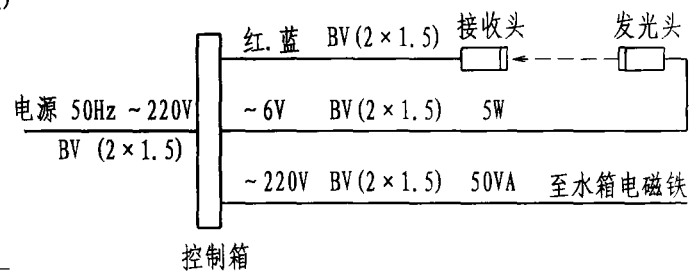 红.蓝 BV(2×1.5) 接收头 发光头
电源 50Hz ~220V ~6V BV(2×1.5) 5W
BV (2×1.5)
~220V BV(2×1.5) 50VA 至水箱电磁铁
控制箱